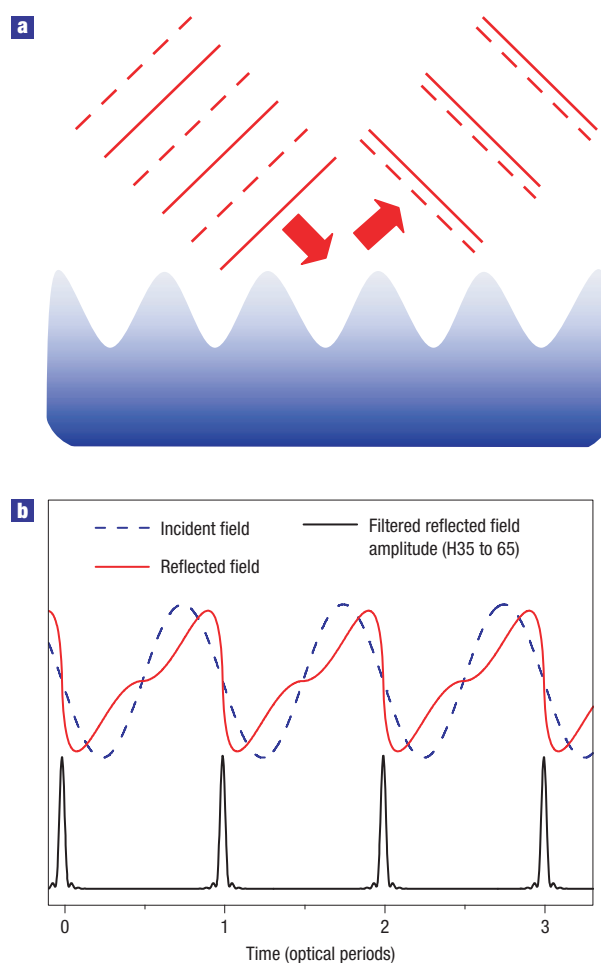 a
b
Incident field
Reflected field
Filtered reflected field
amplitude (H35 to 65)
0
1
2
3
Time (optical periods)